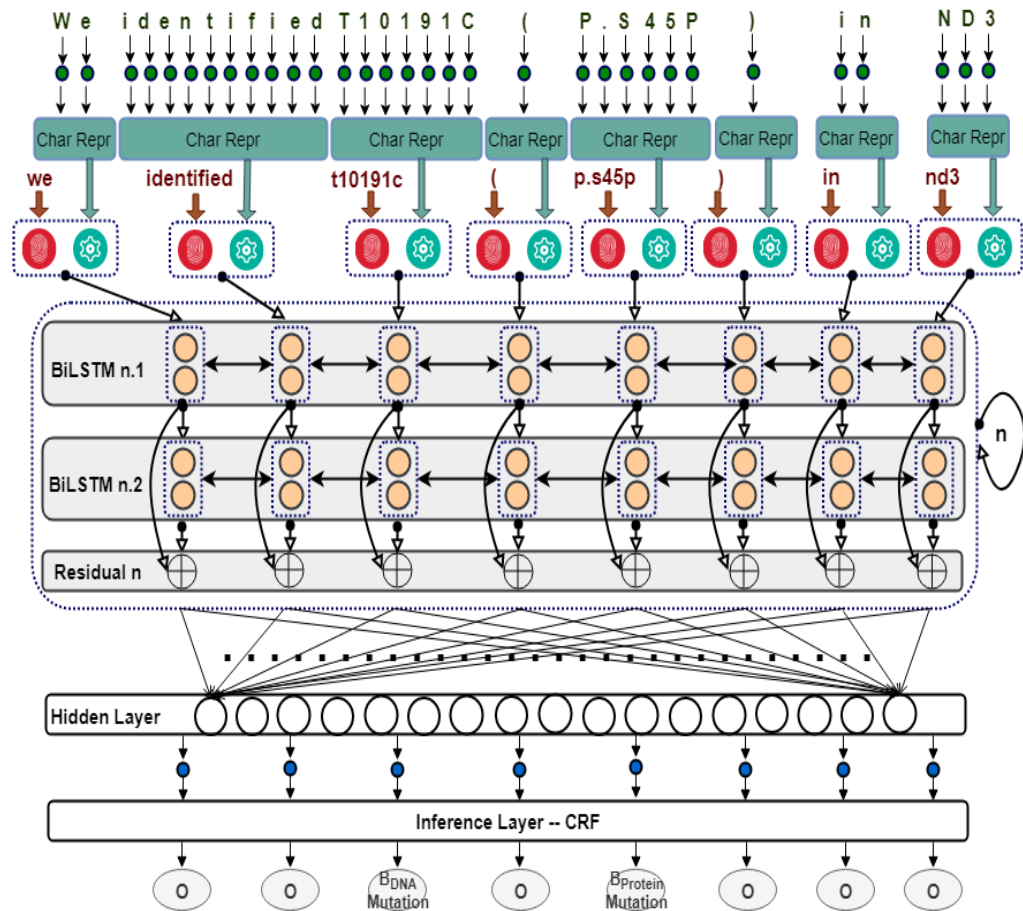 W e i d e n t i f i e d T 1 0 1 9 1 C ( P . S 4 5 P ) i n N D 3
Char Repr Char Repr Char Repr Char Repr Char Repr Char Repr Char Repr Char Repr
we identified t10191c ( p.s45p ) in nd3
BiLSTM n.1
n
BiLSTM n.2
Residual n
Hidden Layer
Inference Layer -- CRF
O O B DNA Mutation O B Protein Mutation O O O